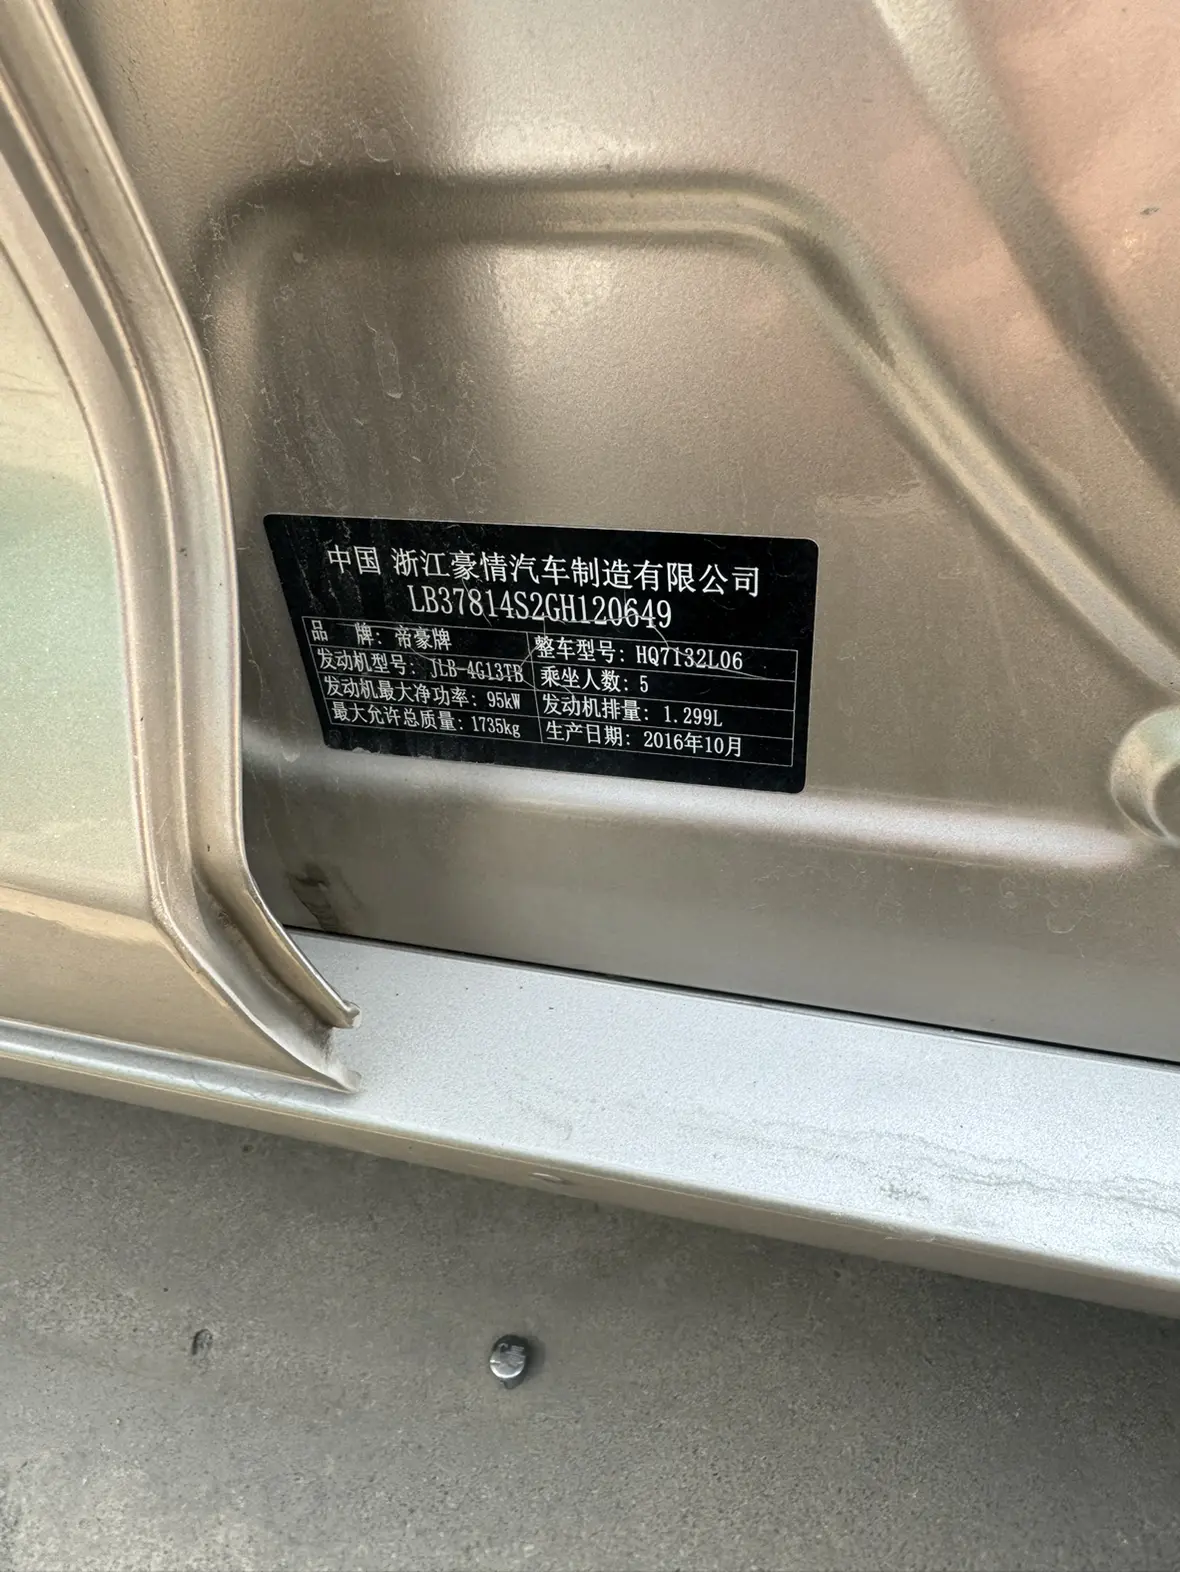 中国 浙江豪情汽车制造有限公司
LB37814S2GH120649
品 牌: 帝豪牌 整车型号: HQ7132L06
发动机型号: JLB-4G13TB 乘坐人数: 5
发动机最大净功率: 95kW 发动机排量: 1.299L
最大允许总质量: 1735kg 生产日期: 2016年10月